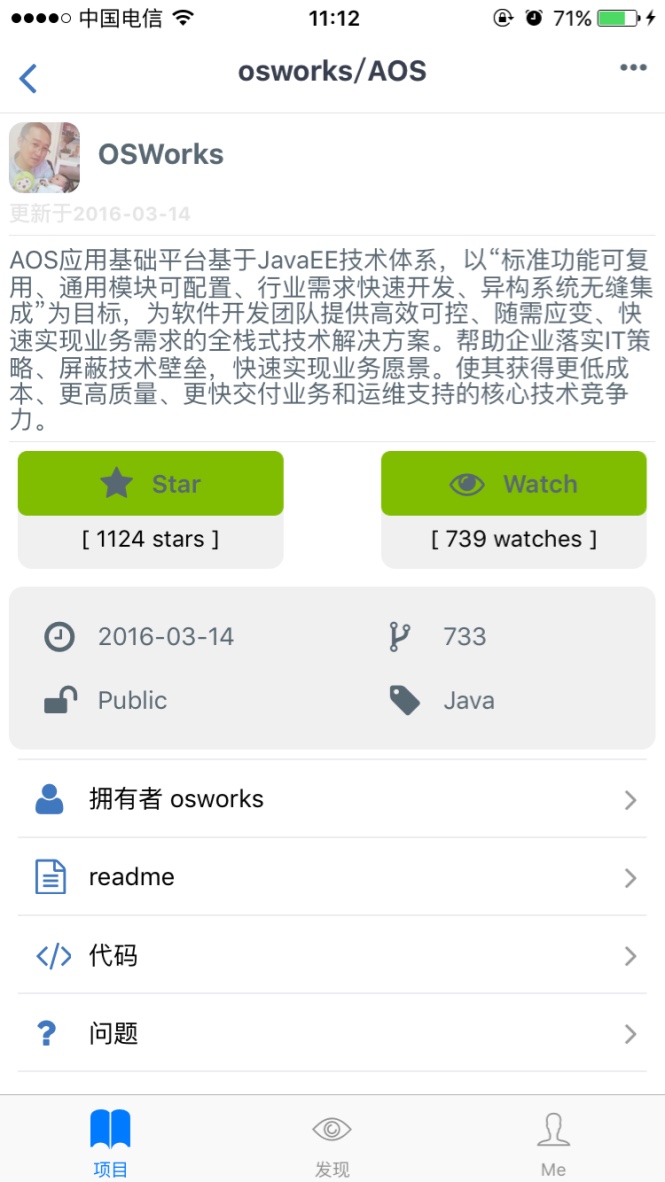 中国电信 11:12 71%
osworks/AOS
OSWorks
更新于2016-03-14
AOS应用基础平台基于JavaEE技术体系，以“标准功能可复
用、通用模块可配置、行业需求快速开发、异构系统无缝集
成”为目标，为软件开发团队提供高效可控、随需应变、快
速实现业务需求的全栈式技术解决方案。帮助企业落实IT策
略、屏蔽技术壁垒，快速实现业务愿景。使其获得更低成
本、更高质量、更快交付业务和运维支持的核心技术竞争
力。
Star Watch
[ 1124 stars ] [ 739 watches ]
2016-03-14 733
Public Java
拥有者 osworks
readme
代码
问题
项目 发现 Me